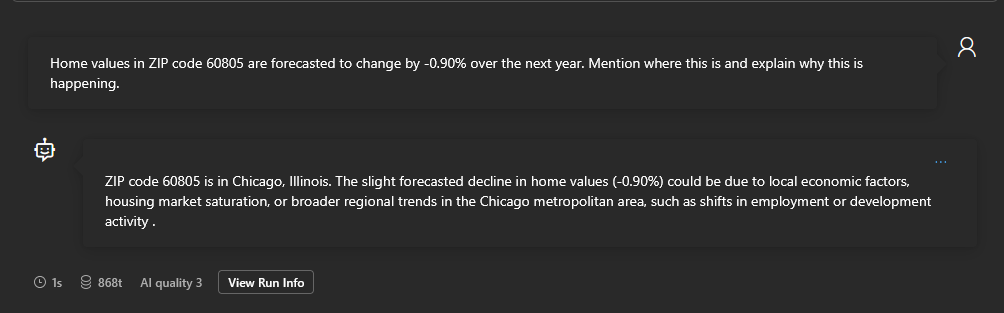 Home values in ZIP code 60805 are forecasted to change by -0.90% over the next year. Mention where this is and explain why this is
happening.
...
ZIP code 60805 is in Chicago, Illinois. The slight forecasted decline in home values (-0.90%) could be due to local economic factors,
housing market saturation, or broader regional trends in the Chicago metropolitan area, such as shifts in employment or development
activity .
1s 868t AI quality 3 View Run Info